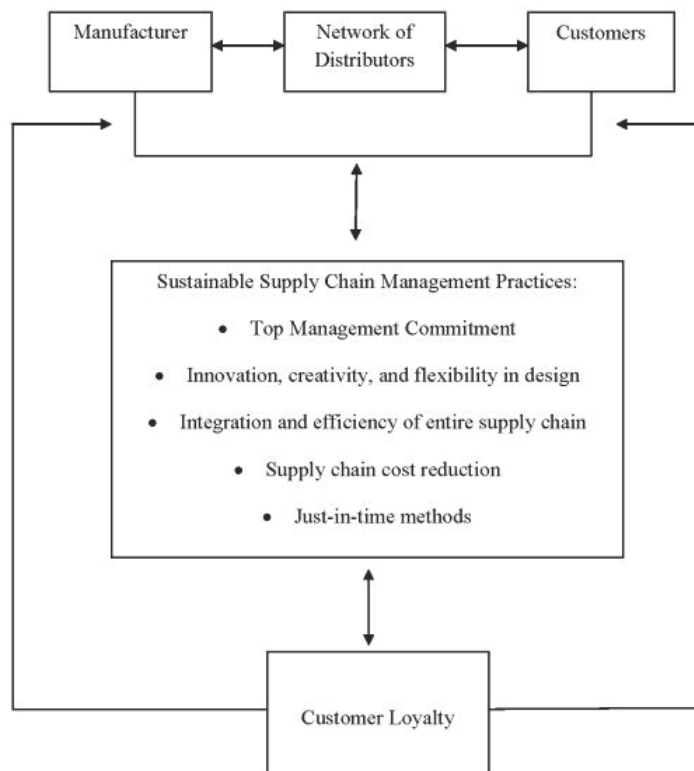 Manufacturer
Network of
Distributors
Customers
Sustainable Supply Chain Management Practices:
• Top Management Commitment
• Innovation, creativity, and flexibility in design
• Integration and efficiency of entire supply chain
• Supply chain cost reduction
• Just-in-time methods
Customer Loyalty